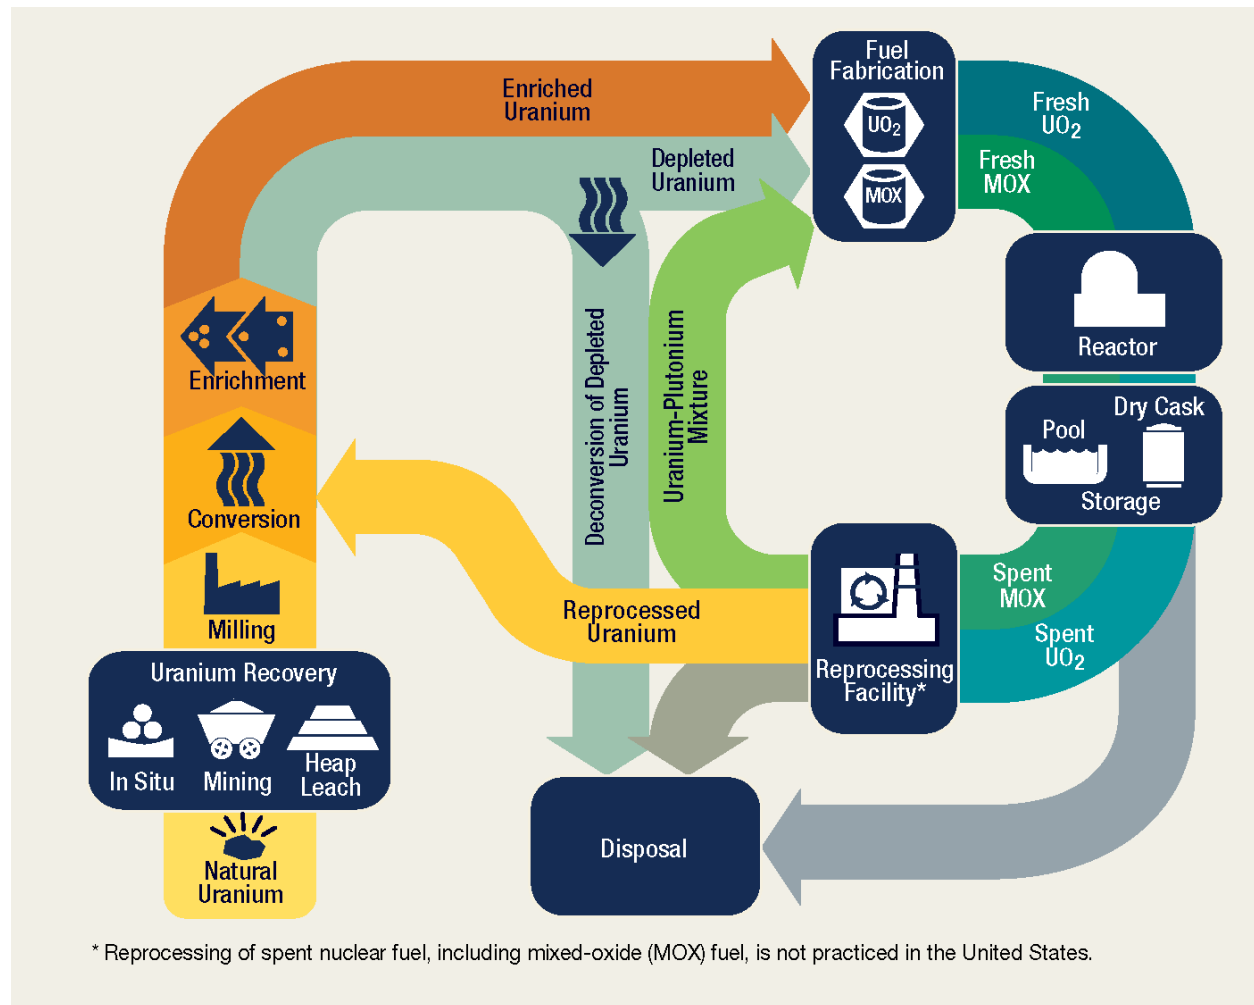 Fuel
Fabrication
UO₂
MOX
Enriched
Uranium
Depleted
Uranium
Fresh
UO₂
Fresh
MOX
Reactor
Dry Cask
Pool
Storage
Enrichment
Conversion
Milling
Deconversion of Depleted
Uranium
Uranium-Plutonium
Mixture
Reprocessed
Uranium
Spent
MOX
Spent
UO₂
Reprocessing
Facility*
Uranium Recovery
In Situ
Mining
Heap
Leach
Natural
Uranium
Disposal
* Reprocessing of spent nuclear fuel, including mixed-oxide (MOX) fuel, is not practiced in the United States.